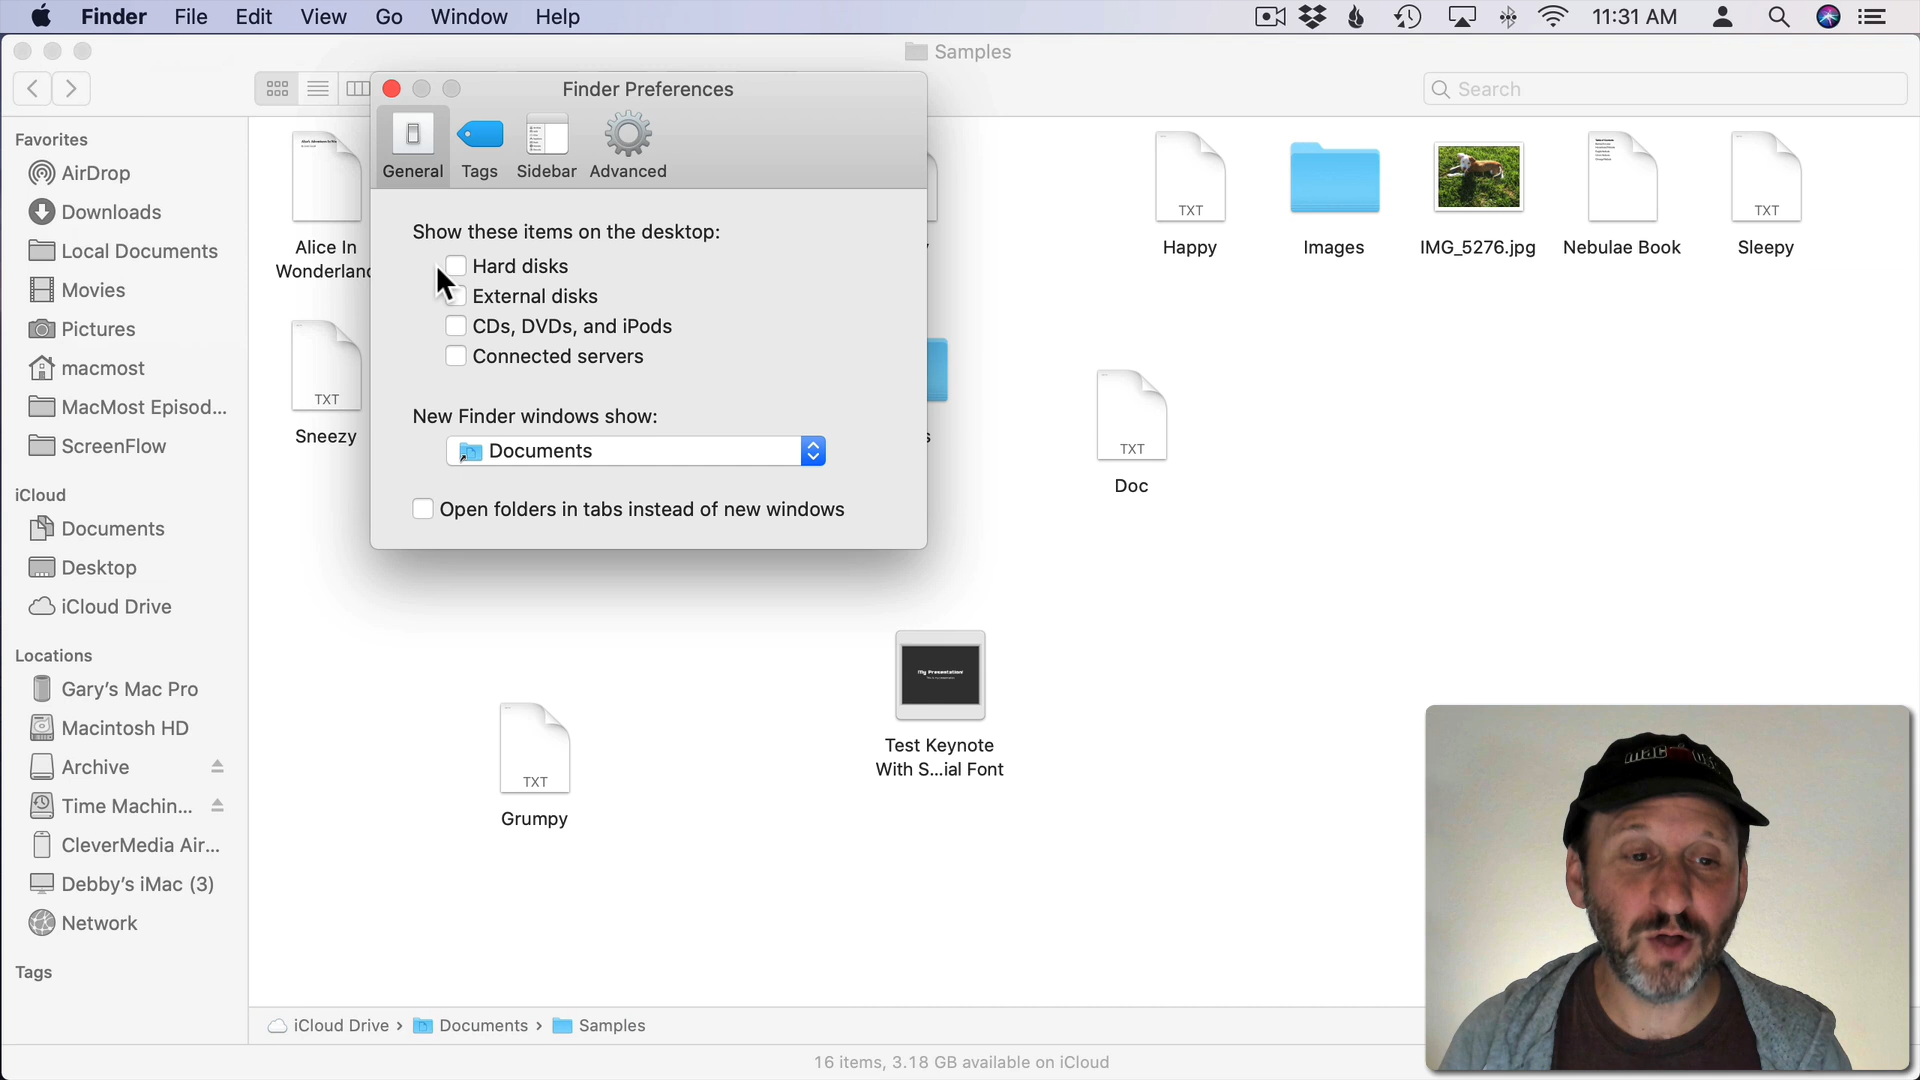 Finder File Edit View Go Window Help 11:31 AM
Samples
Search
Finder Preferences
General Tags Sidebar Advanced
Show these items on the desktop:
Hard disks
External disks
CDs, DVDs, and iPods
Connected servers
New Finder windows show:
Documents
Open folders in tabs instead of new windows
Favorites
AirDrop
Downloads
Local Documents
Movies
Pictures
macmost
MacMost Episod...
ScreenFlow
iCloud
Documents
Desktop
iCloud Drive
Locations
Gary's Mac Pro
Macintosh HD
Archive
Time Machin...
CleverMedia Air...
Debby's iMac (3)
Network
Tags
Alice In
Wonderland
TXT
Happy
Images
IMG_5276.jpg
Nebulae Book
TXT
Sleepy
TXT
Sneezy
TXT
Doc
My Presentation
Test Keynote
With S...ial Font
TXT
Grumpy
iCloud Drive › Documents › Samples
16 items, 3.18 GB available on iCloud